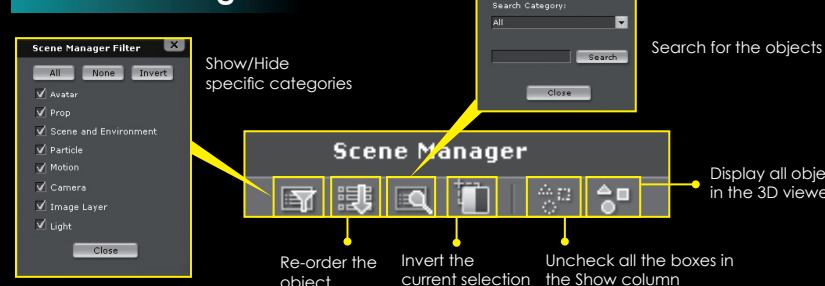 Search Category:
All
Search
Close
Search for the objects
Scene Manager Filter
All None Invert
Avatar
Prop
Scene and Environment
Particle
Motion
Camera
Image Layer
Light
Close
Show/Hide
specific categories
Scene Manager
Display all
in the 3D
Re-order the
object
Invert the
current selection
Uncheck all the boxes in
the Show column